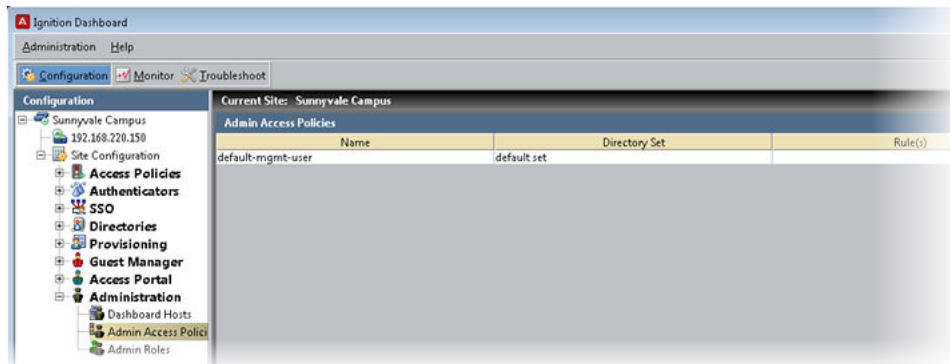 Ignition Dashboard
Administration Help
Configuration Monitor Troubleshoot
Configuration
Current Site: Sunnyvale Campus
Sunnyvale Campus
192.168.220.150
Site Configuration
Access Policies
Authenticators
SSO
Directories
Provisioning
Guest Manager
Access Portal
Administration
Dashboard Hosts
Admin Access Polici
Admin Roles
Admin Access Policies
Name Directory Set Rule(s)
default-mgmt-user default set